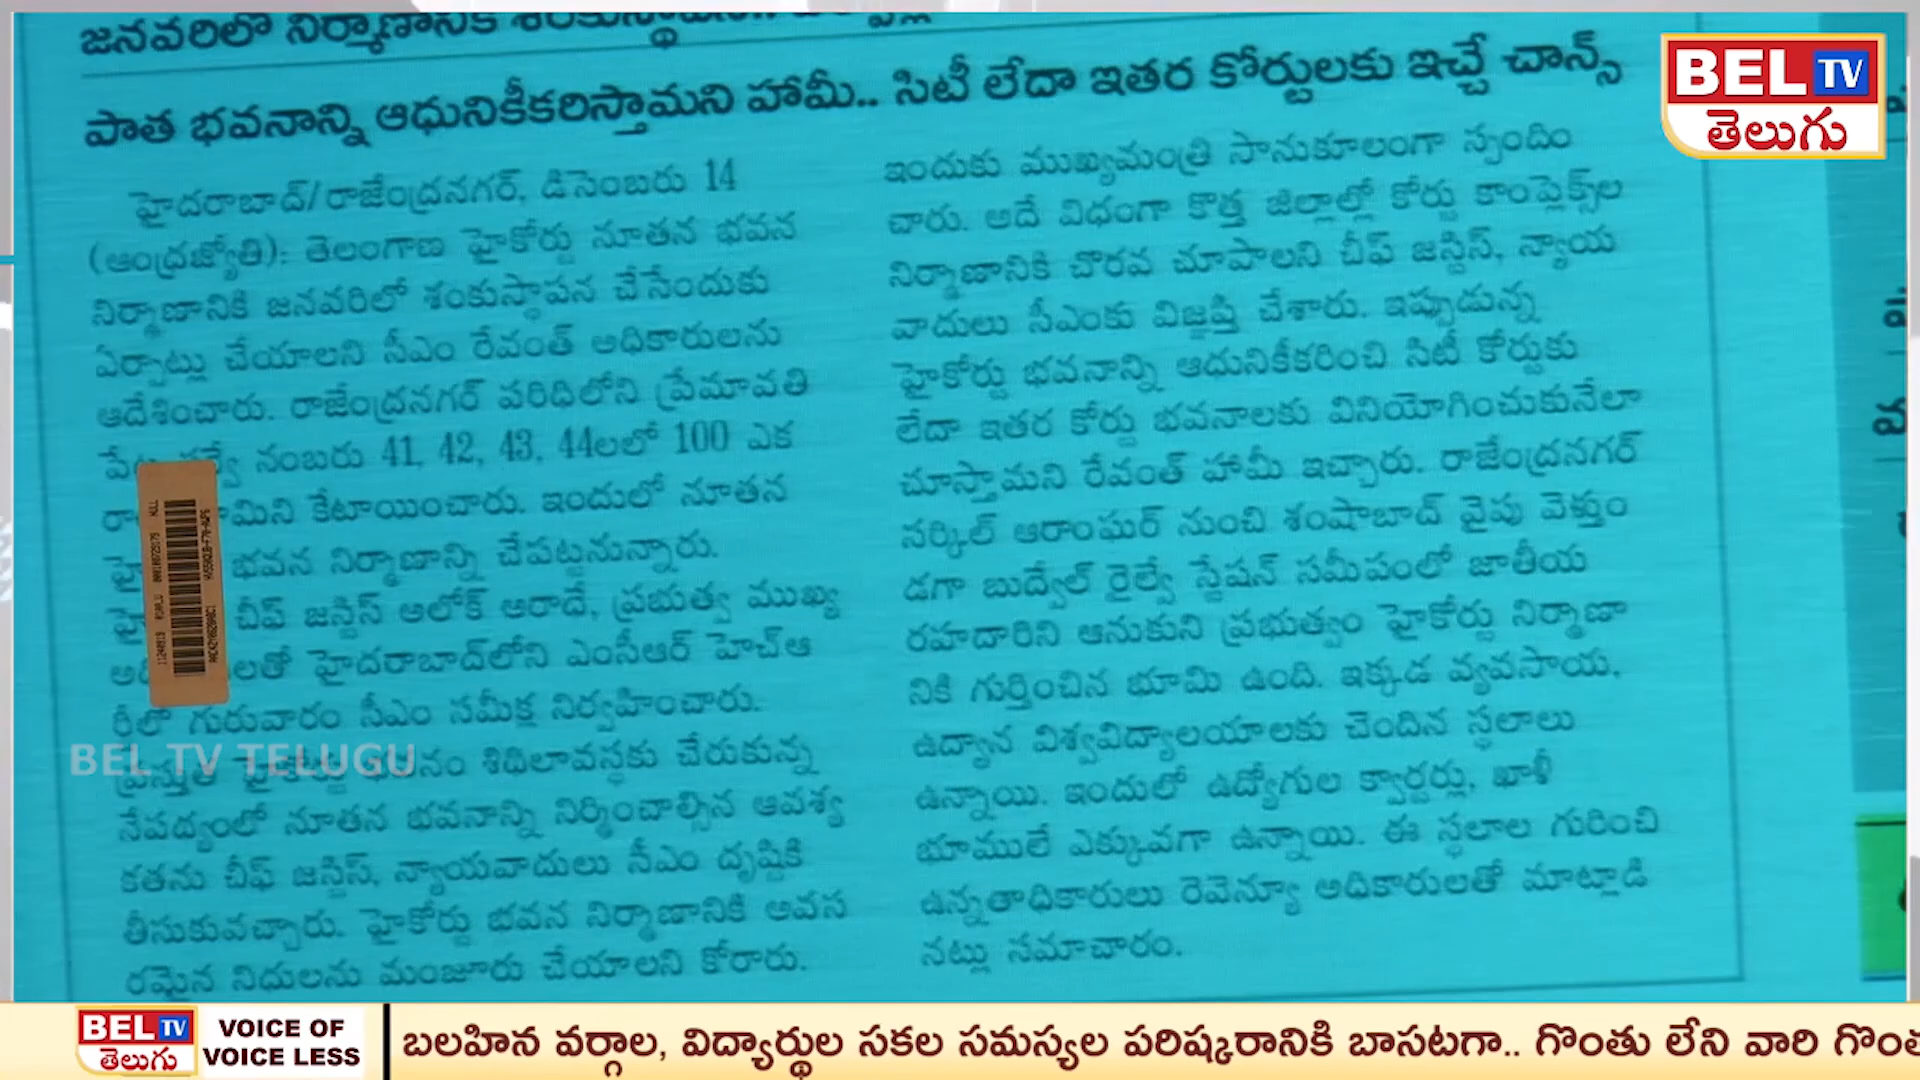 జనవరిలో నిర్మాణానికి శంకుస్థాపన..
పాత భవనాన్ని ఆధునికీకరిస్తామని హామీ.. సిటీ లేదా ఇతర కోర్టులకు ఇచ్చే చాన్స్
హైదరాబాద్/రాజేంద్రనగర్, డిసెంబరు 14
(ఆంధ్రజ్యోతి): తెలంగాణ హైకోర్టు నూతన భవన
నిర్మాణానికి జనవరిలో శంకుస్థాపన చేసేందుకు
ఏర్పాట్లు చేయాలని సీఎం రేవంత్ అధికారులను
ఆదేశించారు. రాజేంద్రనగర్ పరిధిలోని ప్రేమావతి
నంబరు 41, 42, 43, 44లలో 100 ఎక
కేటాయించారు. ఇందులో నూతన
భవన నిర్మాణాన్ని చేపట్టనున్నారు.
చీఫ్ జస్టిస్ ఆలోక్ అరాదే, ప్రభుత్వ ముఖ్య
లతో హైదరాబాద్‌లోని ఎంసీఆర్ హెచ్ఆ
రీలో గురువారం సీఎం సమీక్ష నిర్వహించారు.
శిథిలావస్థకు చేరుకున్న
నేపథ్యంలో నూతన భవనాన్ని నిర్మించాల్సిన ఆవశ్య
కతను చీఫ్ జస్టిస్, న్యాయవాదులు సీఎం దృష్టికి
తీసుకువచ్చారు. హైకోర్టు భవన నిర్మాణానికి అవస
రమైన నిధులను మంజూరు చేయాలని కోరారు.
ఇందుకు ముఖ్యమంత్రి సానుకూలంగా స్పందిం
చారు. అదే విధంగా కొత్త జిల్లాల్లో కోర్టు కాంప్లెక్స్‌ల
నిర్మాణానికి చొరవ చూపాలని చీఫ్ జస్టిస్, న్యాయ
వాదులు సీఎంకు విజ్ఞప్తి చేశారు. ఇప్పుడున్న
హైకోర్టు భవనాన్ని ఆధునికీకరించి సిటీ కోర్టుకు
లేదా ఇతర కోర్టు భవనాలకు వినియోగించుకునేలా
చూస్తామని రేవంత్ హామీ ఇచ్చారు. రాజేంద్రనగర్
సర్కిల్ ఆరాంఘర్ నుంచి శంషాబాద్ వైపు వెళ్తుం
డగా బుద్వేల్ రైల్వే స్టేషన్ సమీపంలో జాతీయ
రహదారిని ఆనుకుని ప్రభుత్వం హైకోర్టు నిర్మాణా
నికి గుర్తించిన భూమి ఉంది. ఇక్కడ వ్యవసాయ,
ఉద్యాన విశ్వవిద్యాలయాలకు చెందిన స్థలాలు
ఉన్నాయి. ఇందులో ఉద్యోగుల క్వార్టర్లు, ఖాళీ
భూములే ఎక్కువగా ఉన్నాయి. ఈ స్థలాల గురించి
ఉన్నతాధికారులు రెవెన్యూ అధికారులతో మాట్లాడి
నట్లు సమాచారం.
BEL TV
తెలుగు
BEL TV TELUGU
BEL TV
తెలుగు
VOICE OF
VOICE LESS
బలహిన వర్గాల, విద్యార్థుల సకల సమస్యల పరిష్కరానికి బాసటగా.. గొంతు లేని వారి